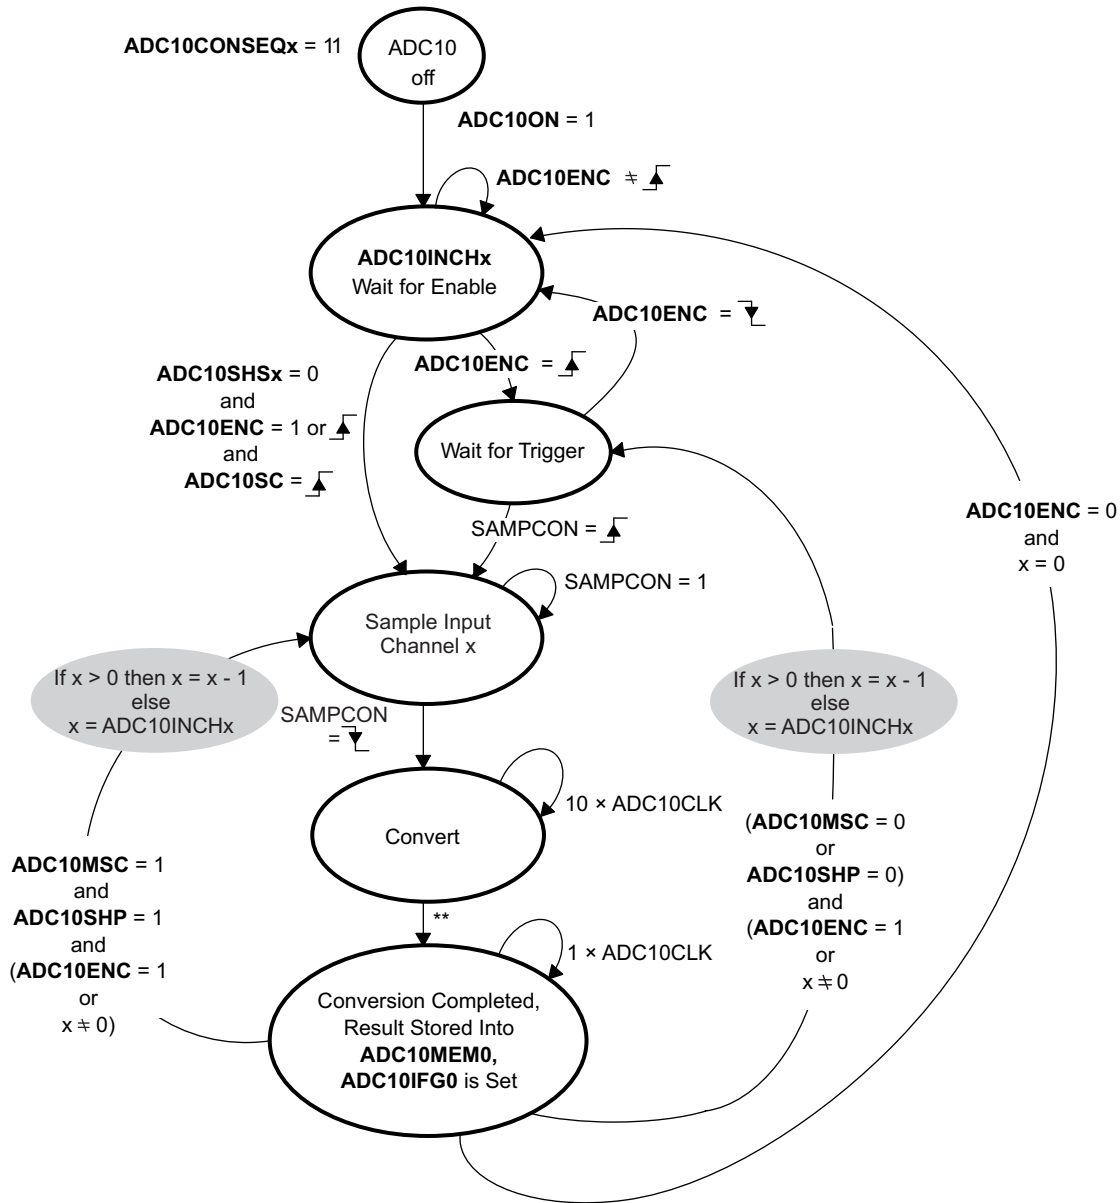 ADC10CONSEQx = 11
ADC10
off
ADC10ON = 1
ADC10ENC ≠
ADC10INCHx
Wait for Enable
ADC10ENC =
ADC10ENC =
ADC10SHSx = 0
and
ADC10ENC = 1 or
and
ADC10SC =
Wait for Trigger
SAMPCON =
ADC10ENC = 0
and
x = 0
SAMPCON = 1
Sample Input
Channel x
If x > 0 then x = x - 1
else
x = ADC10INCHx
If x > 0 then x = x - 1
else
x = ADC10INCHx
SAMPCON
=
10 × ADC10CLK
Convert
ADC10MSC = 1
and
ADC10SHP = 1
and
(ADC10ENC = 1
or
x ≠ 0)
(ADC10MSC = 0
or
ADC10SHP = 0)
and
(ADC10ENC = 1
or
x ≠ 0
**
1 × ADC10CLK
Conversion Completed,
Result Stored Into
ADC10MEM0,
ADC10IFG0 is Set